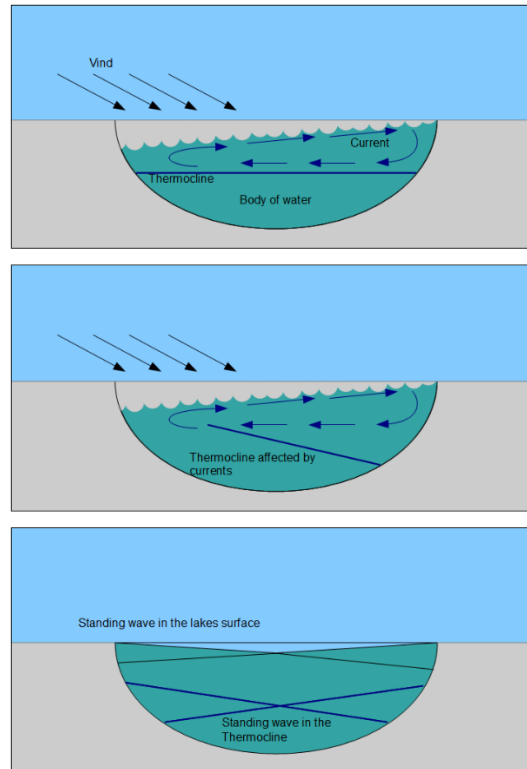 Vind
Current
Thermocline
Body of water
Thermocline affected by
currents
Standing wave in the lakes surface
Standing wave in the
Thermocline